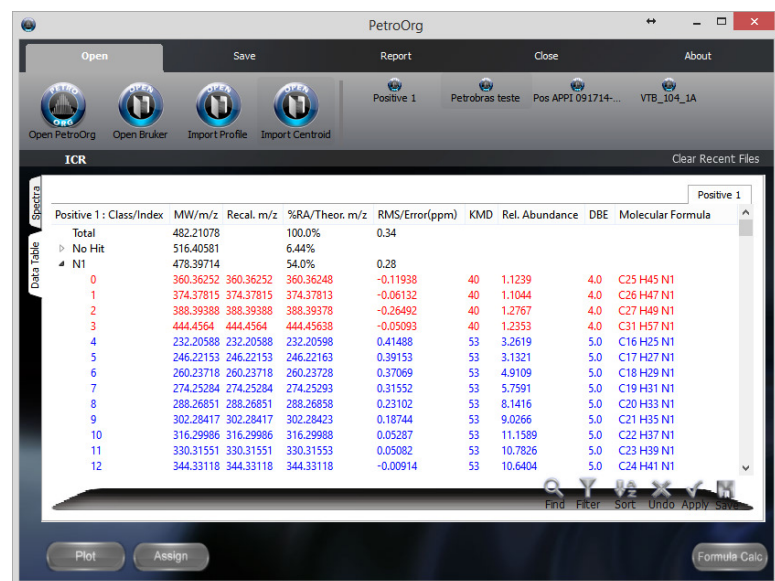 PetroOrg
Open Save Report Close About
Open PetroOrg Open Bruker Import Profile Import Centroid Positive 1 Petrobras teste Pos APPI 091714-... VTB_104_1A
ICR Clear Recent Files
Spectra
Data Table
Positive 1
Positive 1 : Class/Index MW/m/z Recal. m/z %RA/Theor. m/z RMS/Error(ppm) KMD Rel. Abundance DBE Molecular Formula
Total 482.21078 100.0% 0.34
No Hit 516.40581 6.44%
N1 478.39714 54.0% 0.28
0 360.36252 360.36252 360.36248 -0.11938 40 1.1239 4.0 C25 H45 N1
1 374.37815 374.37815 374.37813 -0.06132 40 1.1044 4.0 C26 H47 N1
2 388.39388 388.39388 388.39378 -0.26492 40 1.2767 4.0 C27 H49 N1
3 444.4564 444.4564 444.45638 -0.05093 40 1.2353 4.0 C31 H57 N1
4 232.20588 232.20588 232.20598 0.41488 53 3.2619 5.0 C16 H25 N1
5 246.22153 246.22153 246.22163 0.39153 53 3.1321 5.0 C17 H27 N1
6 260.23718 260.23718 260.23728 0.37069 53 4.9109 5.0 C18 H29 N1
7 274.25284 274.25284 274.25293 0.31552 53 5.7591 5.0 C19 H31 N1
8 288.26851 288.26851 288.26858 0.23102 53 8.1416 5.0 C20 H33 N1
9 302.28417 302.28417 302.28423 0.18744 53 9.0266 5.0 C21 H35 N1
10 316.29986 316.29986 316.29988 0.05287 53 11.1589 5.0 C22 H37 N1
11 330.31551 330.31551 330.31553 0.05082 53 10.7826 5.0 C23 H39 N1
12 344.33118 344.33118 344.33118 -0.00914 53 10.6404 5.0 C24 H41 N1
Find Filter Sort Undo Apply Save
Plot Assign Formula Calc